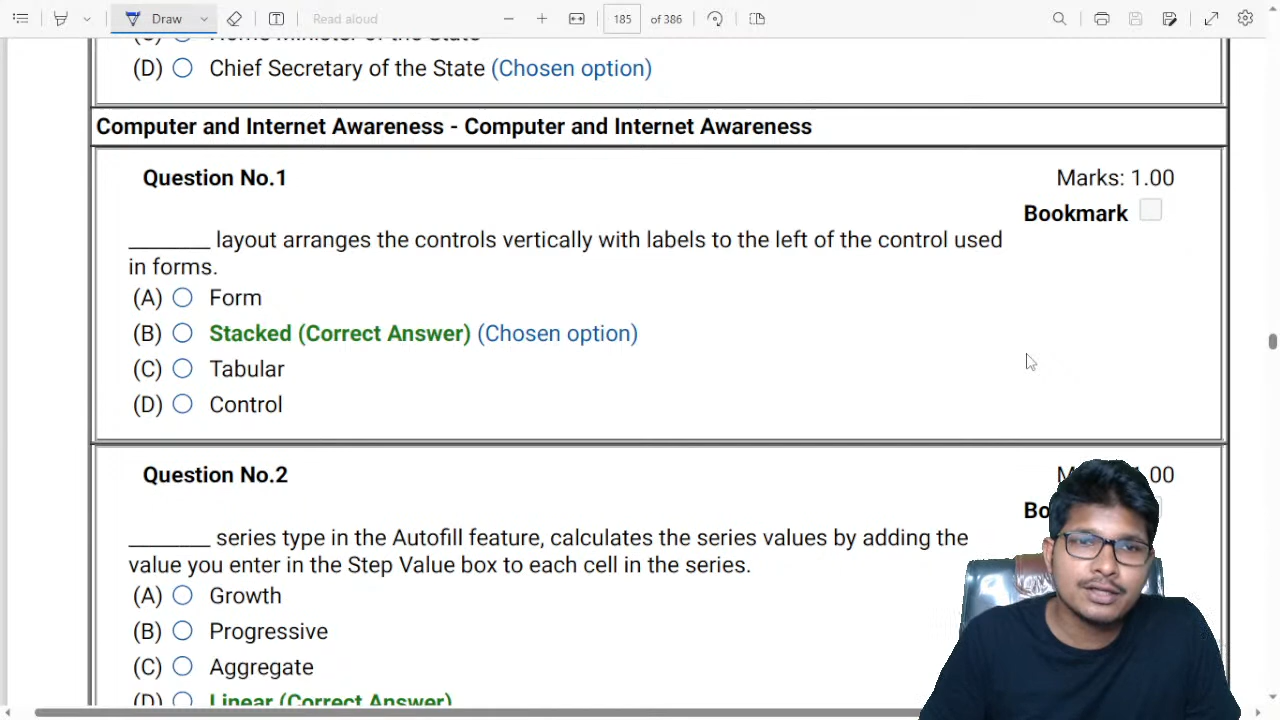 Draw
Read aloud
185 of 386
(D) Chief Secretary of the State (Chosen option)
Computer and Internet Awareness - Computer and Internet Awareness
Question No.1
Marks: 1.00
Bookmark
________ layout arranges the controls vertically with labels to the left of the control used
in forms.
(A) Form
(B) Stacked (Correct Answer) (Chosen option)
(C) Tabular
(D) Control
Question No.2
.00
________ series type in the Autofill feature, calculates the series values by adding the
value you enter in the Step Value box to each cell in the series.
(A) Growth
(B) Progressive
(C) Aggregate
(D) Linear (Correct Answer)